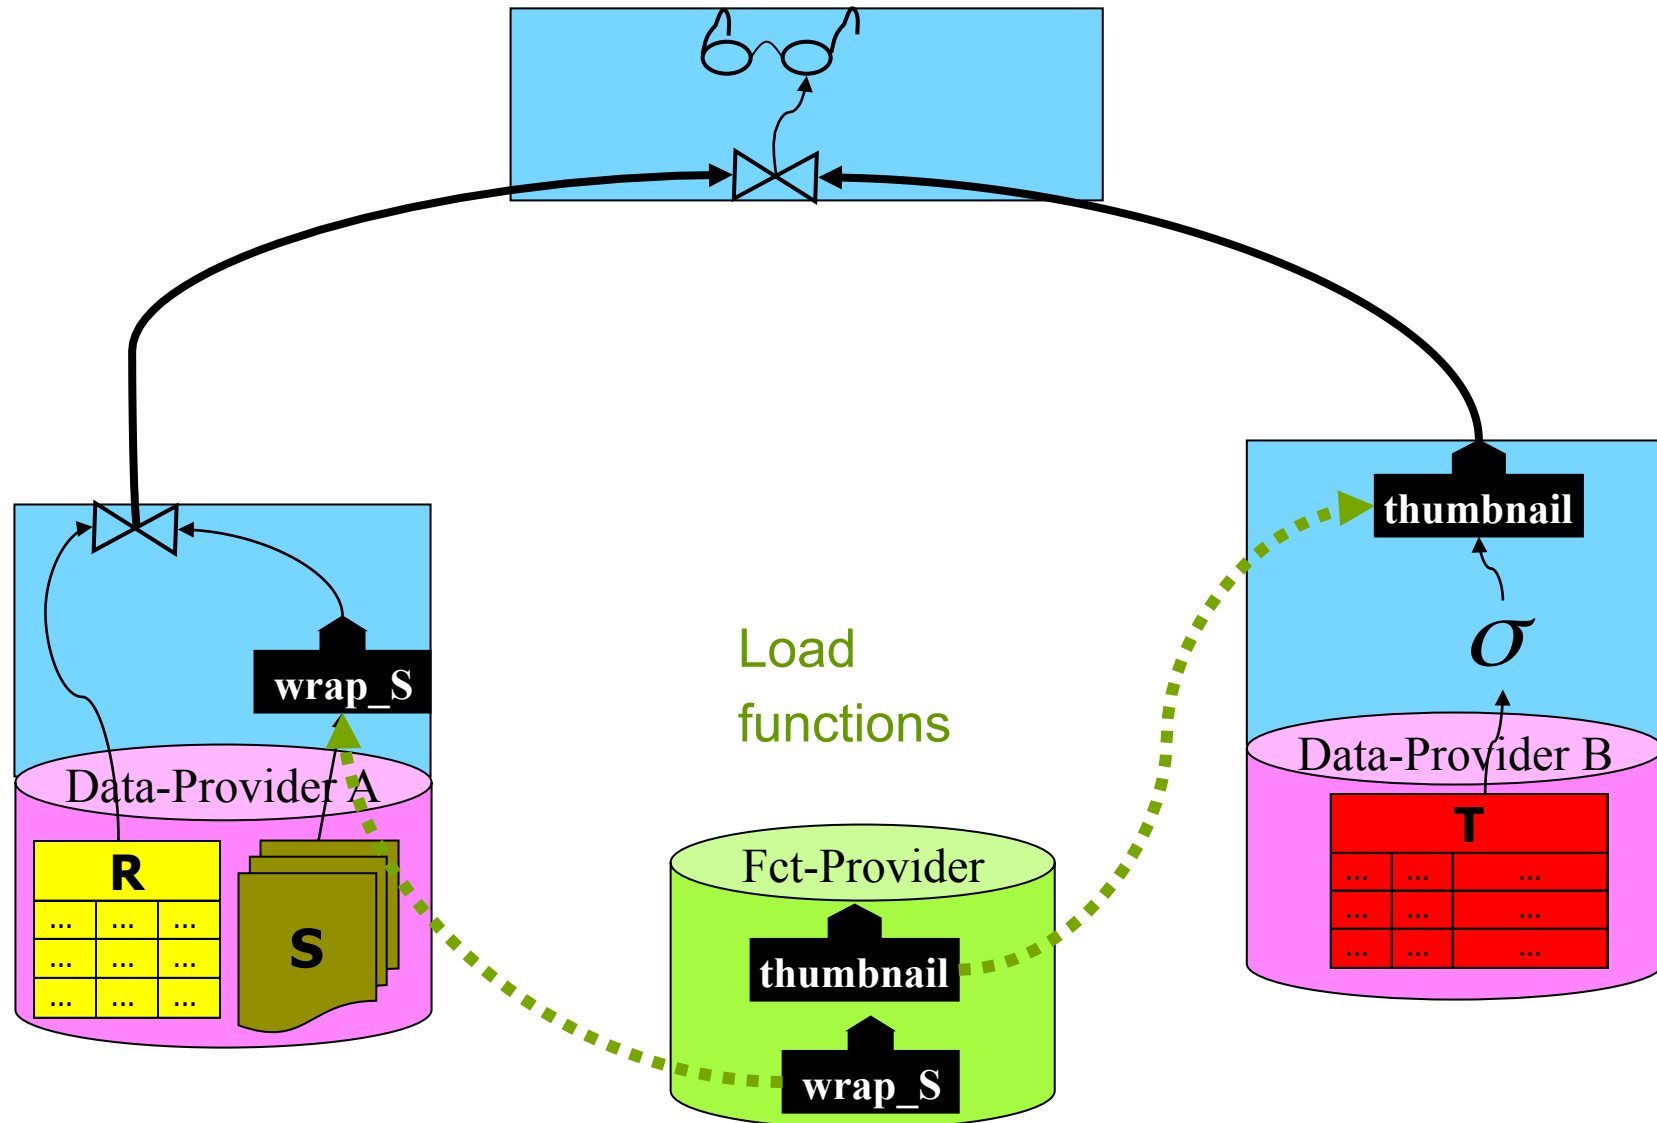 thumbnail
σ
wrap_S
Load
functions
Data-Provider A
Data-Provider B
R
... ... ...
... ... ...
... ... ...
S
T
... ... ...
... ... ...
... ... ...
Fct-Provider
thumbnail
wrap_S